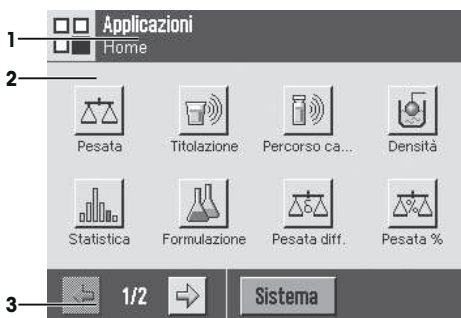 Applicazioni
1
Home
2
Pesata Titolazione Percorso ca... Densità
Statistica Formulazione Pesata diff. Pesata %
3 1/2 Sistema